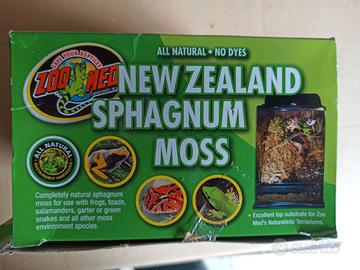 ALL NATURAL • NO DYES
SAVE YOUR REPTILES
ZOO MED
NEW ZEALAND
SPHAGNUM
MOSS
ALL NATURAL
Completely natural sphagnum
moss for use with frogs, toads,
salamanders, garter or green
snakes and all other moss
environment species.
• Excellent top substrate for Zoo
Med's Naturalistic Terrariums.